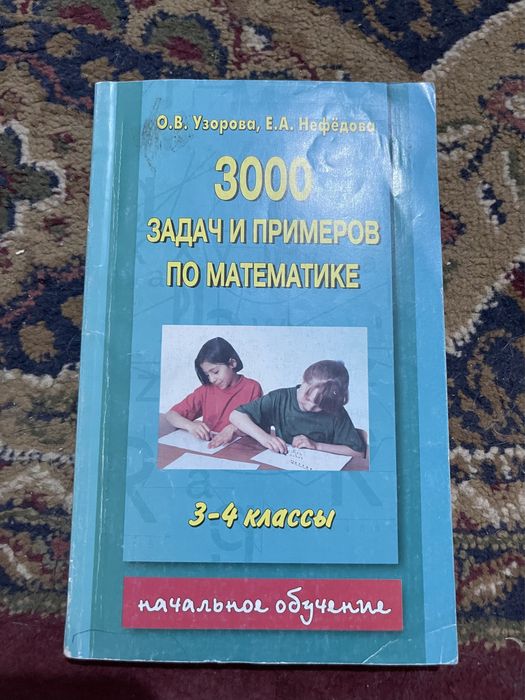 О.В. Узорова, Е.А. Нефёдова
3000
ЗАДАЧ И ПРИМЕРОВ
ПО МАТЕМАТИКЕ
3-4 классы
начальное обучение